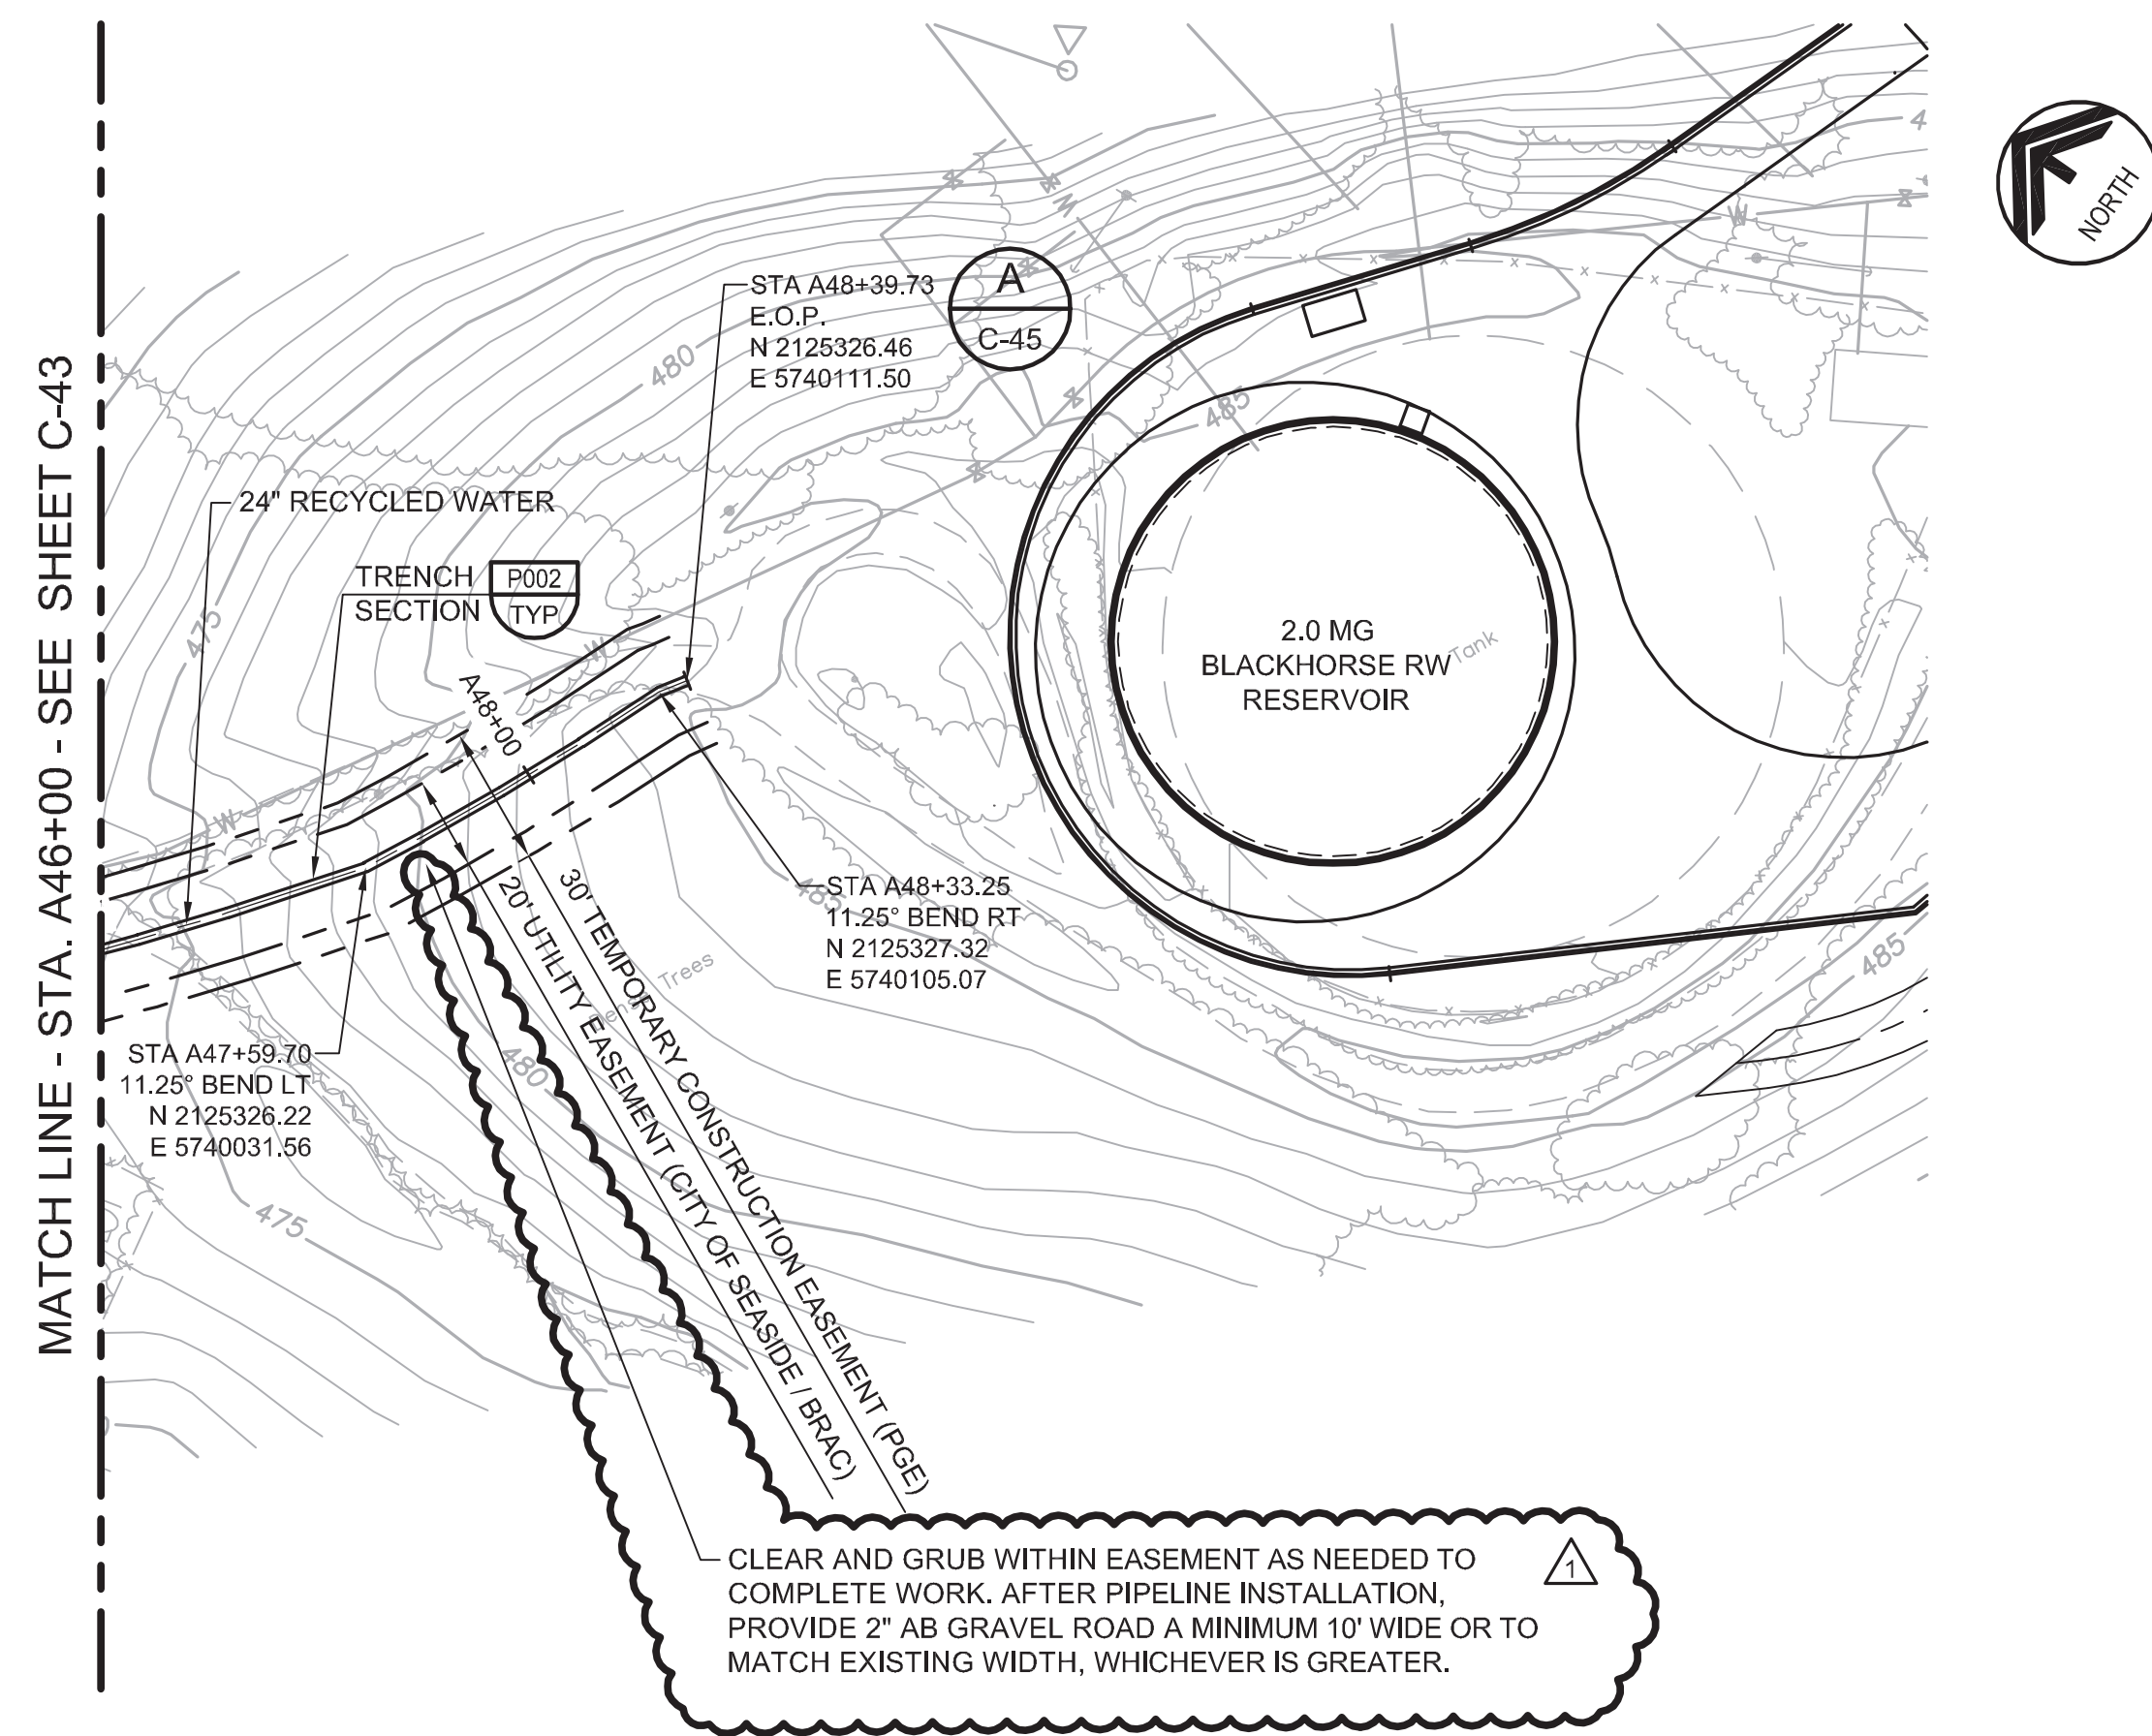 MATCH LINE - STA. A46+00 - SEE SHEET C-43
NORTH
STA A48+39.73
E.O.P.
N 2125326.46
E 5740111.50
A
C-45
480
485
475
24" RECYCLED WATER
TRENCH
SECTION
P002
TYP
W
W
W
W
A48+00
2.0 MG
BLACKHORSE RW
RESERVOIR
Tank
STA A48+33.25
11.25° BEND RT
N 2125327.32
E 5740105.07
485
485
20' UTILITY EASEMENT (CITY OF SEASIDE / BRAC)
30' TEMPORARY CONSTRUCTION EASEMENT (PGE)
Trees
480
475
STA A47+59.70
11.25° BEND LT
N 2125326.22
E 5740031.56
CLEAR AND GRUB WITHIN EASEMENT AS NEEDED TO
COMPLETE WORK. AFTER PIPELINE INSTALLATION,
PROVIDE 2" AB GRAVEL ROAD A MINIMUM 10' WIDE OR TO
MATCH EXISTING WIDTH, WHICHEVER IS GREATER.
1